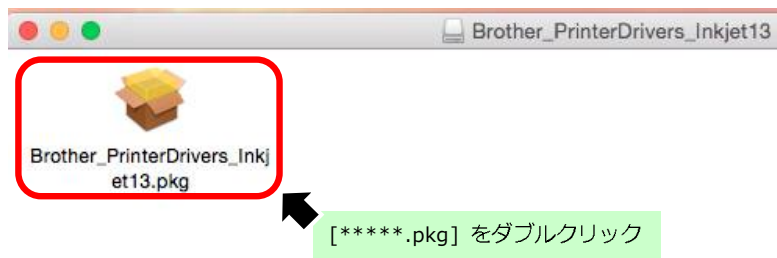 Brother_PrinterDrivers_Inkjet13
Brother_PrinterDrivers_Inkj
et13.pkg
[*****.pkg] をダブルクリック